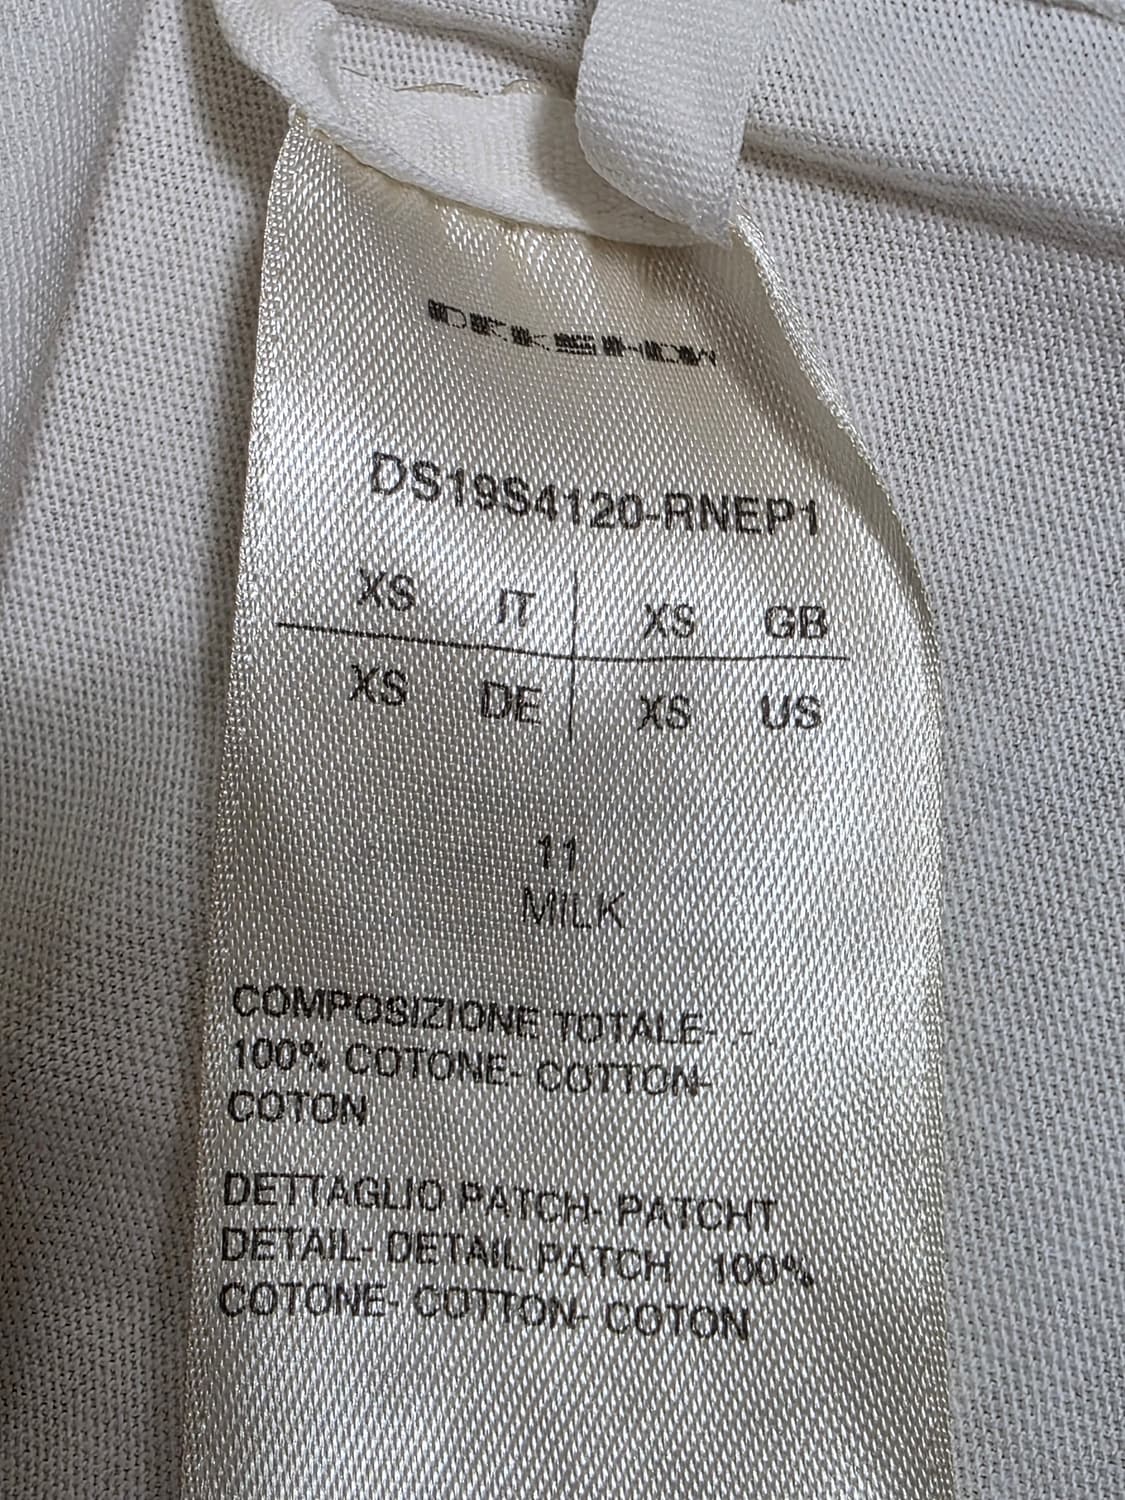 DRKSHDW
DS19S4120-RNEP1
XS IT XS GB
XS DE XS US
11
MILK
COMPOSIZIONE TOTALE- -
100% COTONE- COTTON-
COTON
DETTAGLIO PATCH- PATCHT
DETAIL- DETAIL PATCH 100%
COTONE- COTTON- COTON